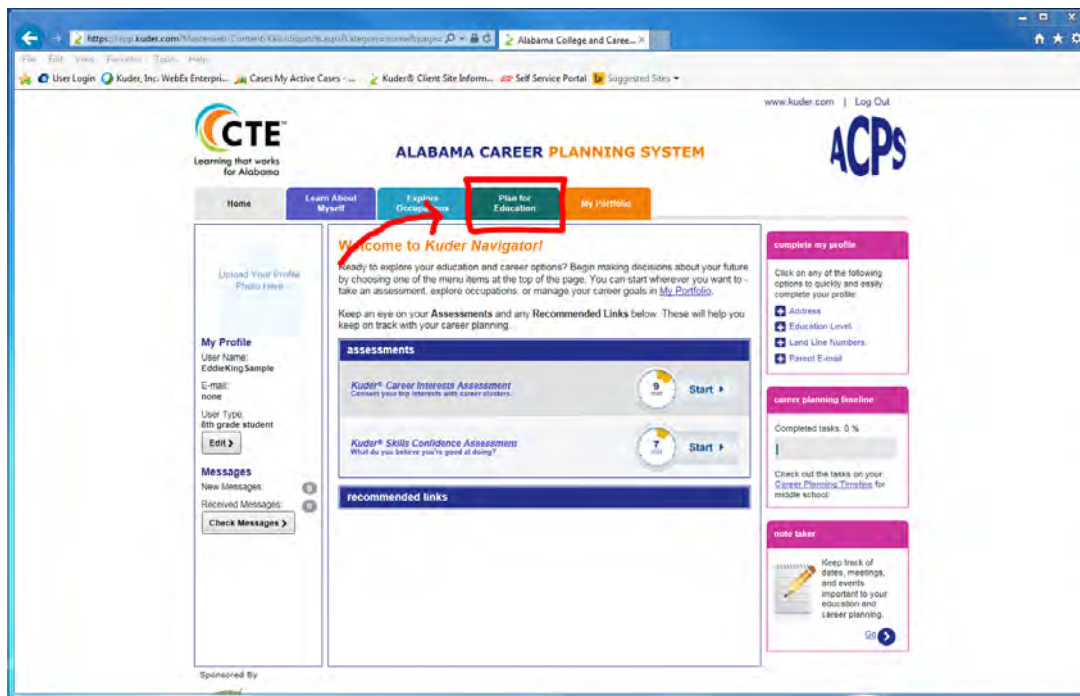 Alabama College and Caree...
File Edit View Favorites Tools Help
User Login Kuder, Inc. WebEx Enterpri... Cases My Active Cases - ... Kuder® Client Site Inform... Self Service Portal Suggested Sites
www.kuder.com | Log Out
CTE™
Learning that works
for Alabama
ALABAMA CAREER PLANNING SYSTEM
ACPS
Home
Learn About
Myself
Explore
Occupations
Plan for
Education
My Portfolio
Upload Your Profile
Photo Here
My Profile
User Name:
EddieKingSample
E-mail:
none
User Type:
8th grade student
Edit
Messages
New Messages: 0
Received Messages: 0
Check Messages
Welcome to Kuder Navigator!
Ready to explore your education and career options? Begin making decisions about your future
by choosing one of the menu items at the top of the page. You can start wherever you want to -
take an assessment, explore occupations, or manage your career goals in My Portfolio.
Keep an eye on your Assessments and any Recommended Links below. These will help you
keep on track with your career planning.
assessments
Kuder® Career Interests Assessment
Connect your top interests with career clusters.
9
min
Start
Kuder® Skills Confidence Assessment
What do you believe you're good at doing?
7
min
Start
recommended links
complete my profile
Click on any of the following
options to quickly and easily
complete your profile:
Address
Education Level
Land Line Numbers
Parent E-mail
career planning timeline
Completed tasks: 0 %
Check out the tasks on your
Career Planning Timeline for
middle school:
note taker
Keep track of
dates, meetings,
and events
important to your
education and
career planning.
Go
Sponsored By